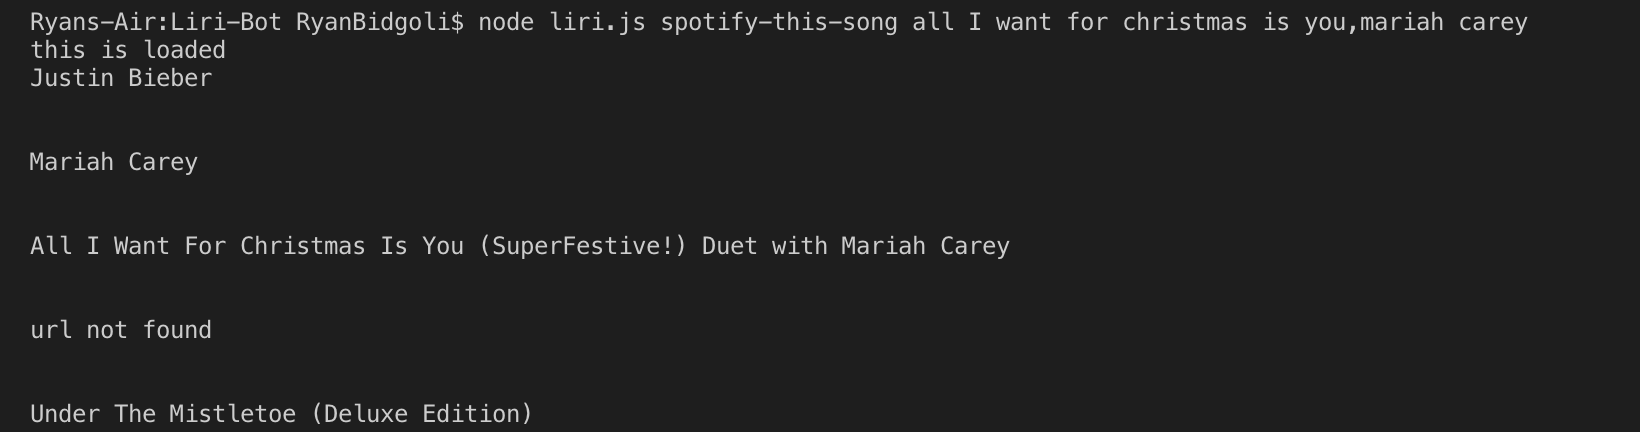 Ryans-Air:Liri-Bot RyanBidgoli$ node liri.js spotify-this-song all I want for christmas is you,mariah carey
this is loaded
Justin Bieber
Mariah Carey
All I Want For Christmas Is You (SuperFestive!) Duet with Mariah Carey
url not found
Under The Mistletoe (Deluxe Edition)